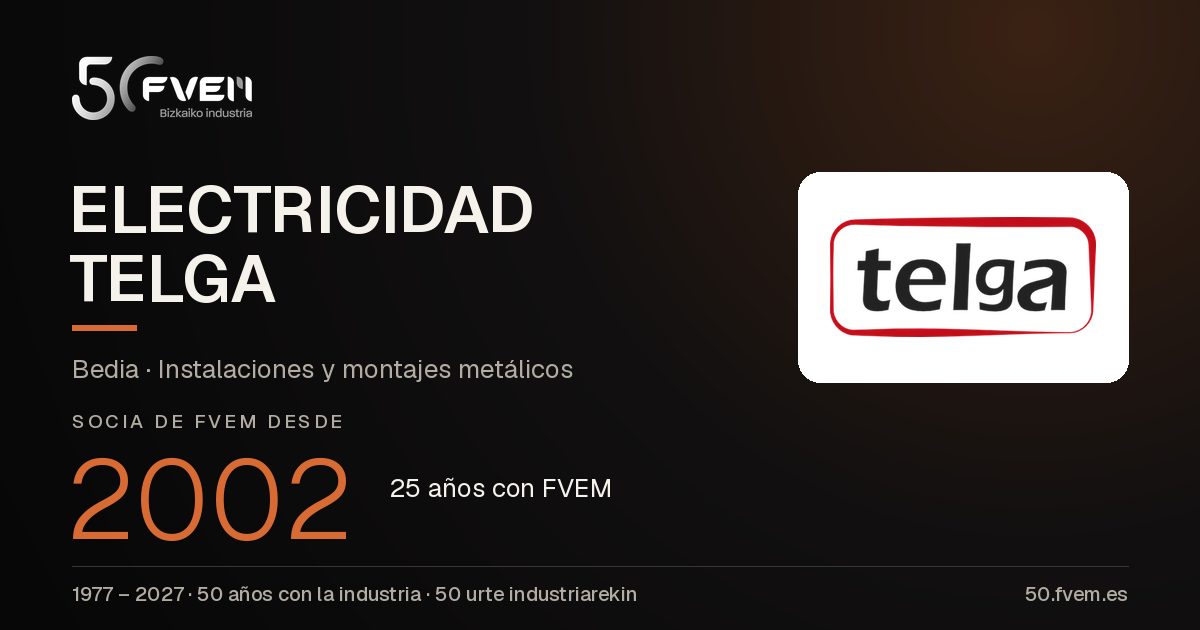 50 FVEM
Bizkaiko industria
ELECTRICIDAD
TELGA
telga
Bedia · Instalaciones y montajes metálicos
SOCIA DE FVEM DESDE
2002
25 años con FVEM
1977 – 2027 · 50 años con la industria · 50 urte industriarekin
50.fvem.es